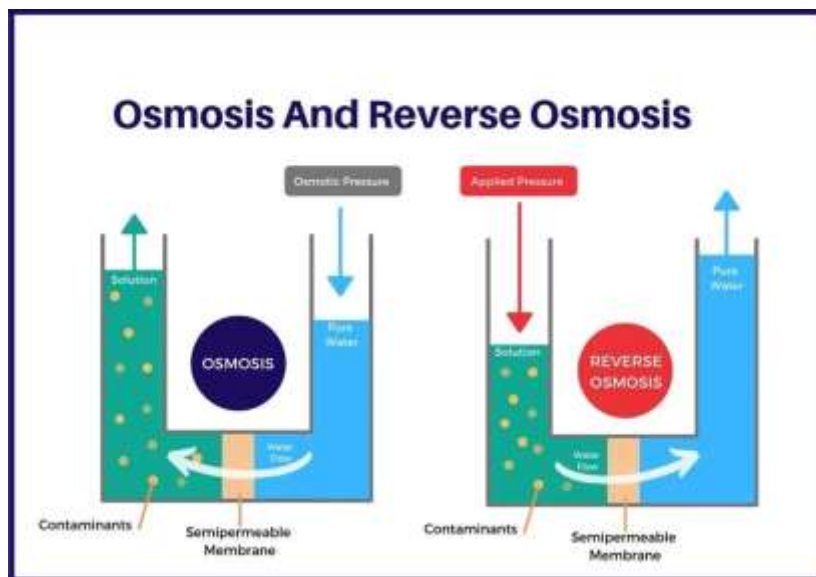 Osmosis And Reverse Osmosis
Osmotic Pressure
Applied Pressure
Solution
Pure
Water
OSMOSIS
Water
Flow
Contaminants
Semipermeable
Membrane
Solution
Pure
Water
REVERSE
OSMOSIS
Water
Flow
Contaminants
Semipermeable
Membrane